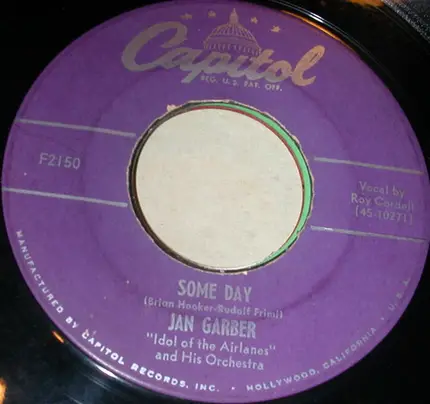 Capitol
REG. U.S. PAT. OFF.
F2150
Vocal by
Roy Cordell
(45-10271)
SOME DAY
(Brian Hooker-Rudolf Friml)
JAN GARBER
"Idol of the Airlanes"
and His Orchestra
MANUFACTURED BY CAPITOL RECORDS, INC. • HOLLYWOOD, CALIFORNIA • U.S.A.